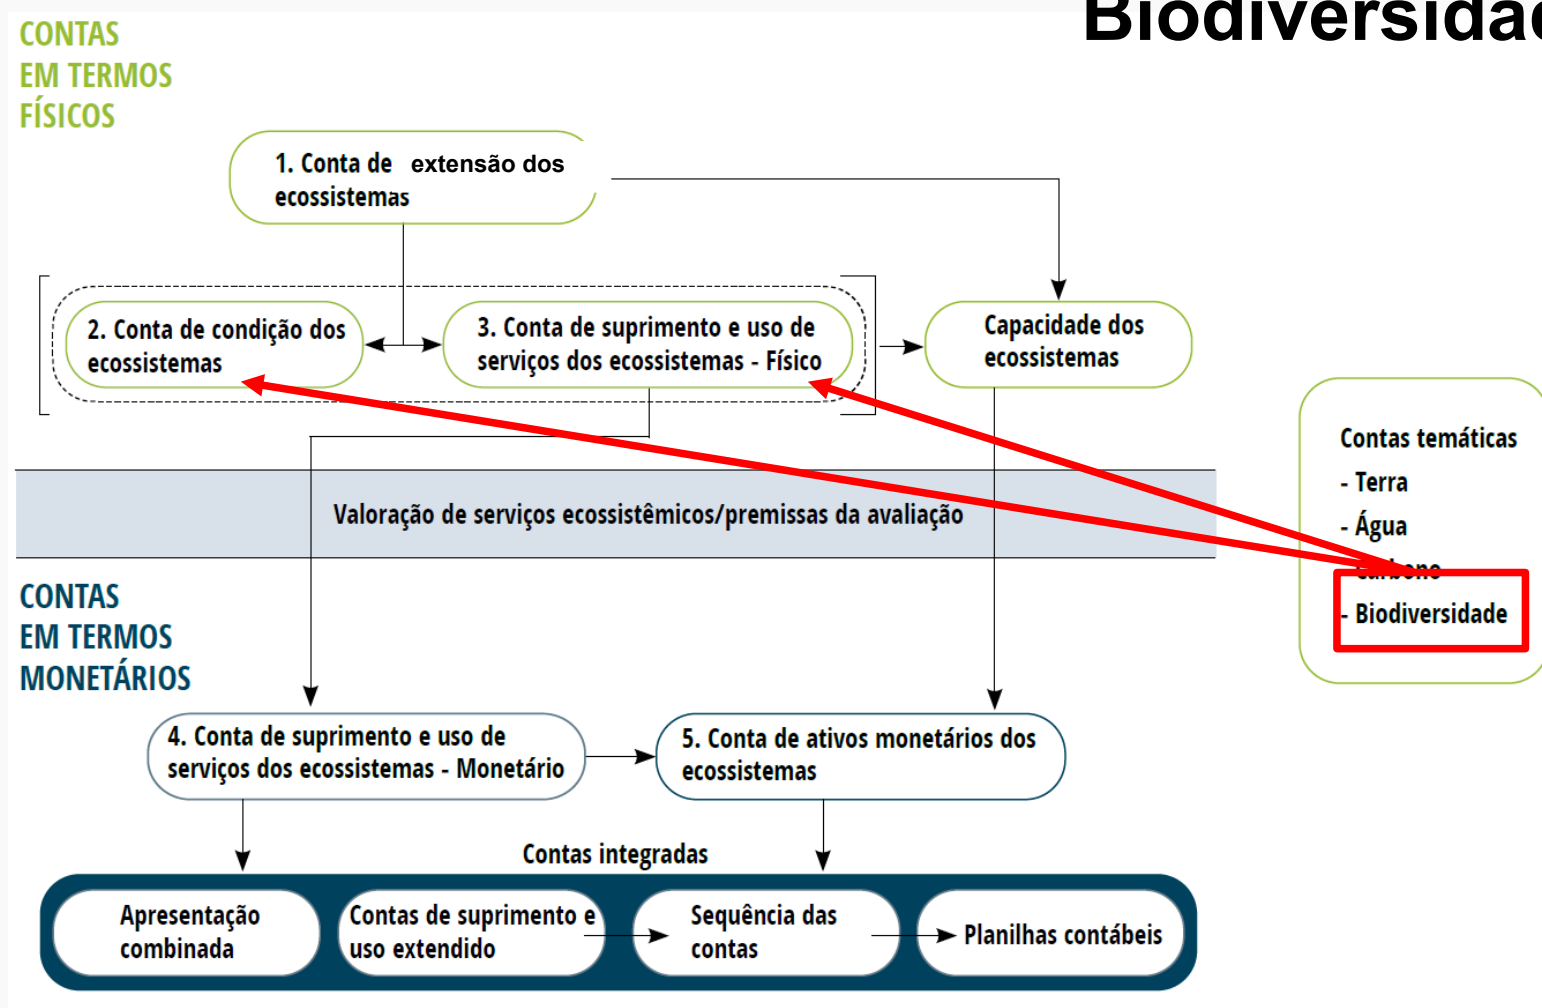 Biodiversidad
CONTAS
EM TERMOS
FÍSICOS
1. Conta de extensão dos
ecossistemas
2. Conta de condição dos
ecossistemas
3. Conta de suprimento e uso de
serviços dos ecossistemas - Físico
Capacidade dos
ecossistemas
Contas temáticas
- Terra
- Água
- Carbono
- Biodiversidade
Valoração de serviços ecossistêmicos/premissas da avaliação
CONTAS
EM TERMOS
MONETÁRIOS
4. Conta de suprimento e uso de
serviços dos ecossistemas - Monetário
5. Conta de ativos monetários dos
ecossistemas
Contas integradas
Apresentação
combinada
Contas de suprimento e
uso extendido
Sequência das
contas
Planilhas contábeis